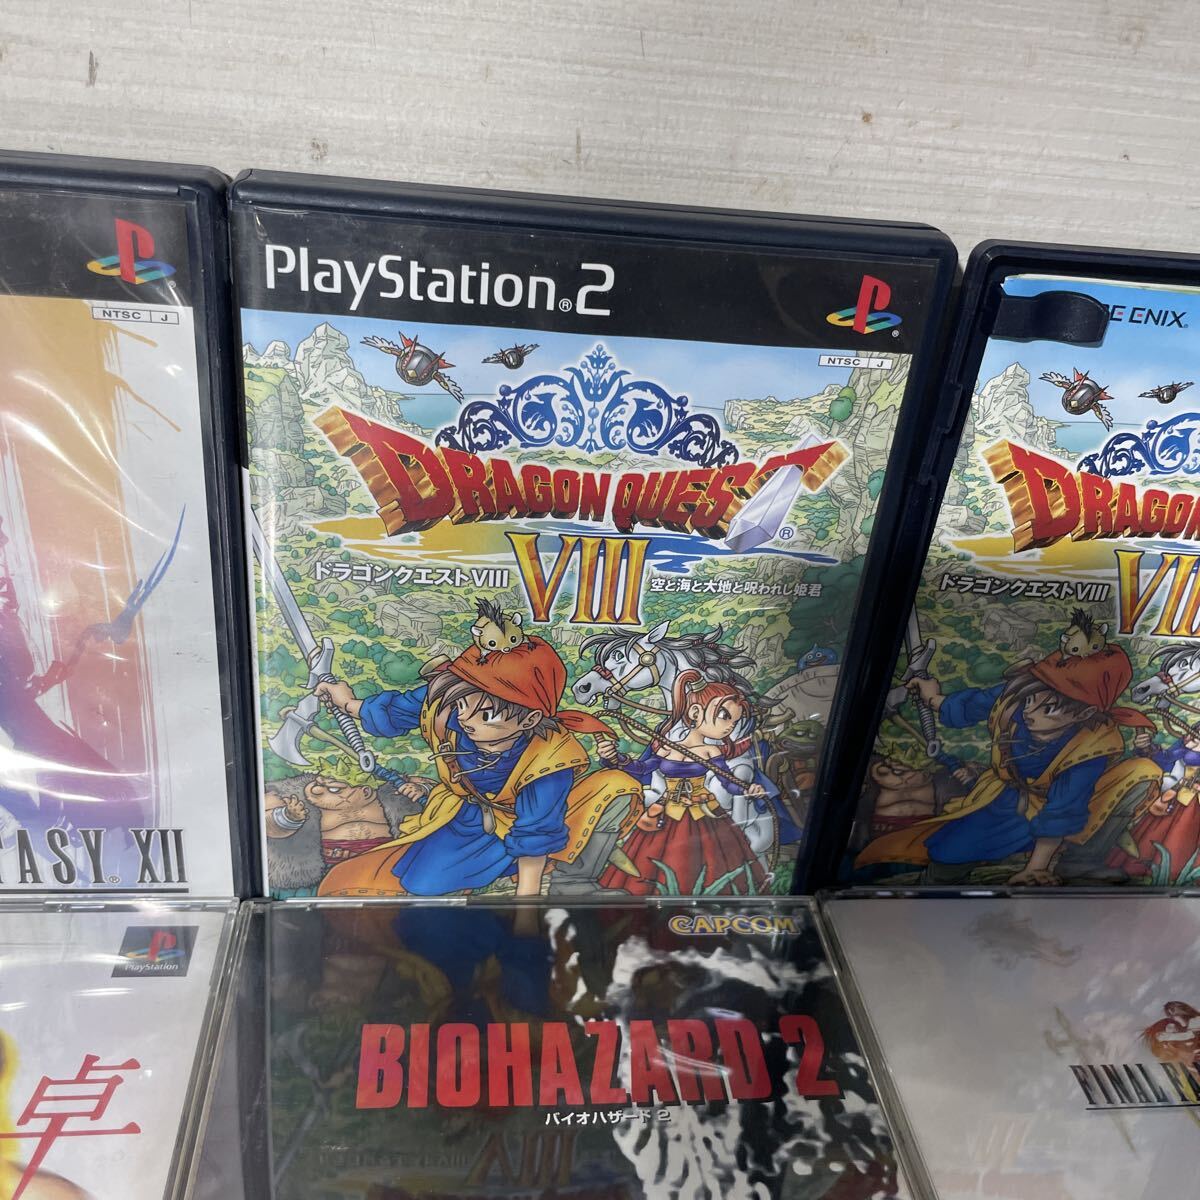 NTSC J
TASY® XII
PlayStation®2
NTSC J
DRAGON QUEST®
VIII
ドラゴンクエストVIII
空と海と大地と呪われし姫君
E ENIX®
DRAGO
ドラゴンクエストVIII
VII
PlayStation
卓
CAPCOM
BIOHAZARD 2
バイオハザード 2
FINAL F